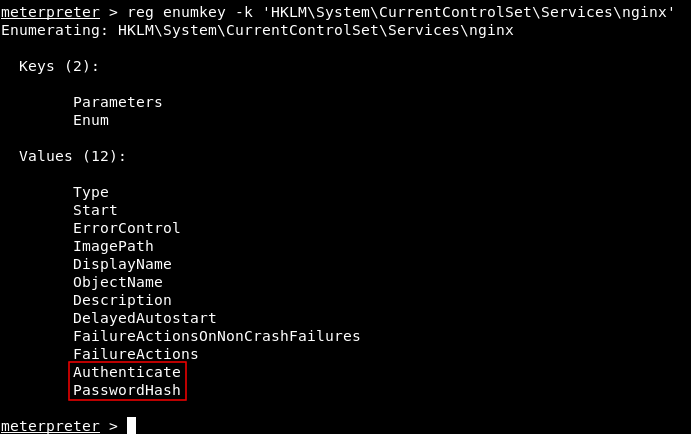 meterpreter > reg enumkey -k 'HKLM\System\CurrentControlSet\Services\nginx'
Enumerating: HKLM\System\CurrentControlSet\Services\nginx
Keys (2):
Parameters
Enum
Values (12):
Type
Start
ErrorControl
ImagePath
DisplayName
ObjectName
Description
DelayedAutostart
FailureActionsOnNonCrashFailures
FailureActions
Authenticate
PasswordHash
meterpreter >